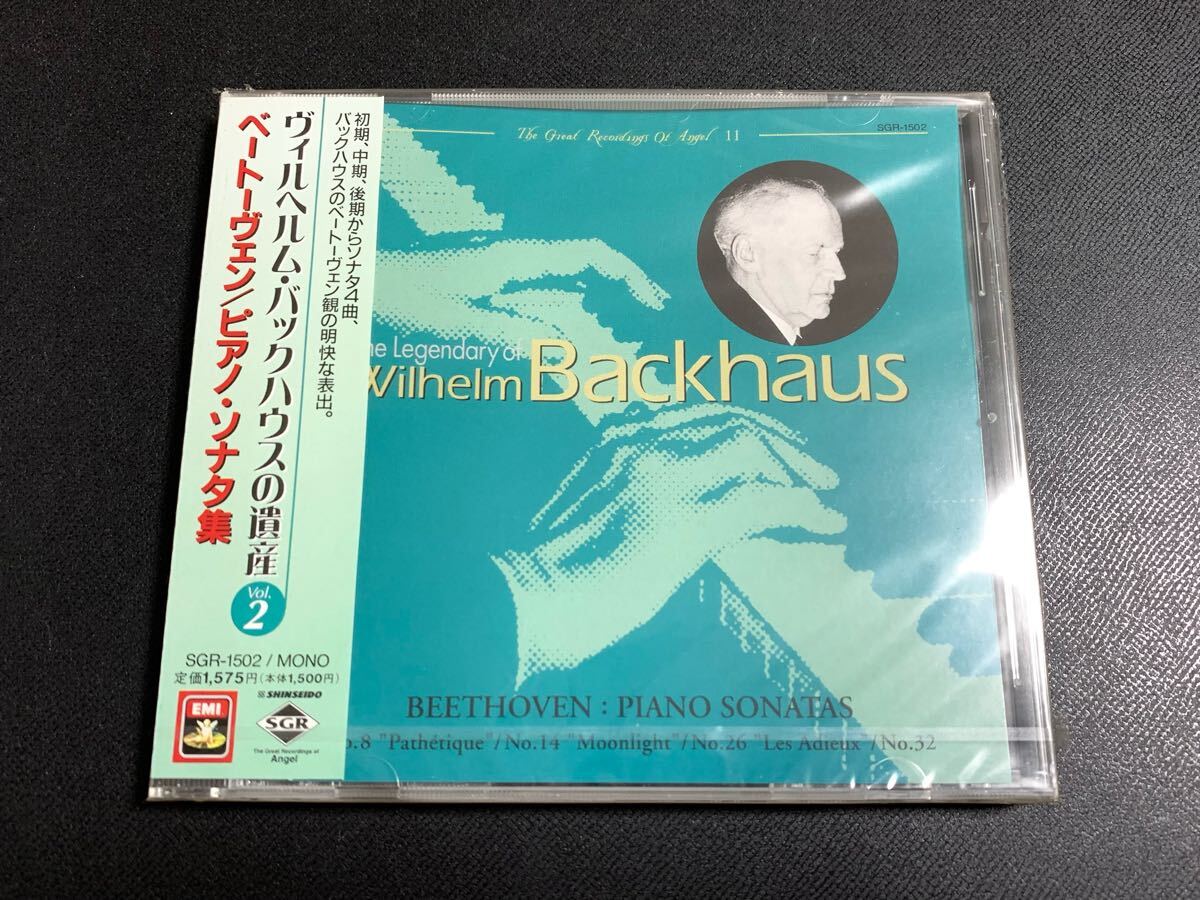 ヴィルヘルム・バックハウスの遺産
Vol.
2
ベートーヴェン/ピアノ・ソナタ集
初期、中期、後期からソナタ4曲、
バックハウスのベートーヴェン観の明快な表出。
SGR-1502 / MONO
定価1,575円(本体1,500円)
EMI
SHINSEIDO
SGR
The Great Recordings of
Angel
The Great Recordings Of Angel 11
SGR-1502
he Legendary of
Wilhelm Backhaus
BEETHOVEN : PIANO SONATAS
o.8 "Pathétique"/No.14 "Moonlight"/No.26 "Les Adieux"/No.32